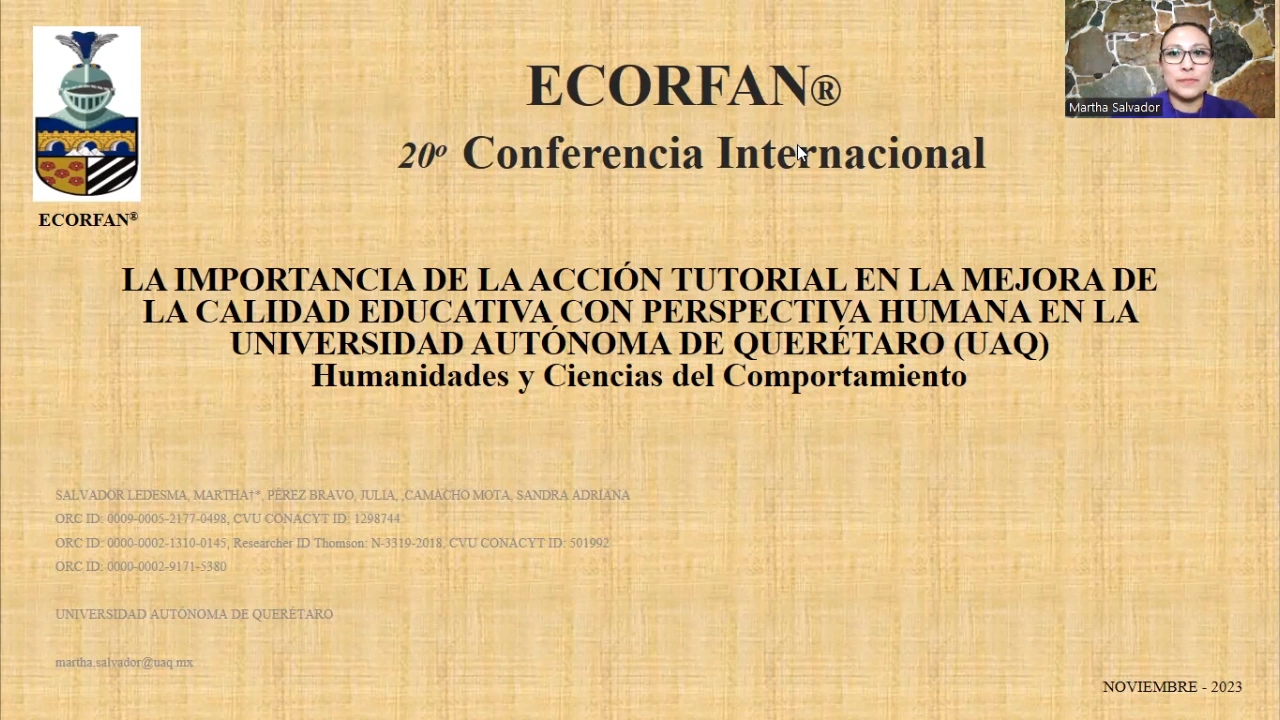 ECORFAN®
20º Conferencia Internacional
Martha Salvador
ECORFAN®
LA IMPORTANCIA DE LA ACCIÓN TUTORIAL EN LA MEJORA DE
LA CALIDAD EDUCATIVA CON PERSPECTIVA HUMANA EN LA
UNIVERSIDAD AUTÓNOMA DE QUERÉTARO (UAQ)
Humanidades y Ciencias del Comportamiento
SALVADOR LEDESMA, MARTHA†*, PÉREZ BRAVO, JULIA, ,CAMACHO MOTA, SANDRA ADRIANA
ORC ID: 0009-0005-2177-0498, CVU CONACYT ID: 1298744
ORC ID: 0000-0002-1310-0145, Researcher ID Thomson: N-3319-2018, CVU CONACYT ID: 501992
ORC ID: 0000-0002-9171-5380
UNIVERSIDAD AUTÓNOMA DE QUERÉTARO
martha.salvador@uaq.mx
NOVIEMBRE - 2023